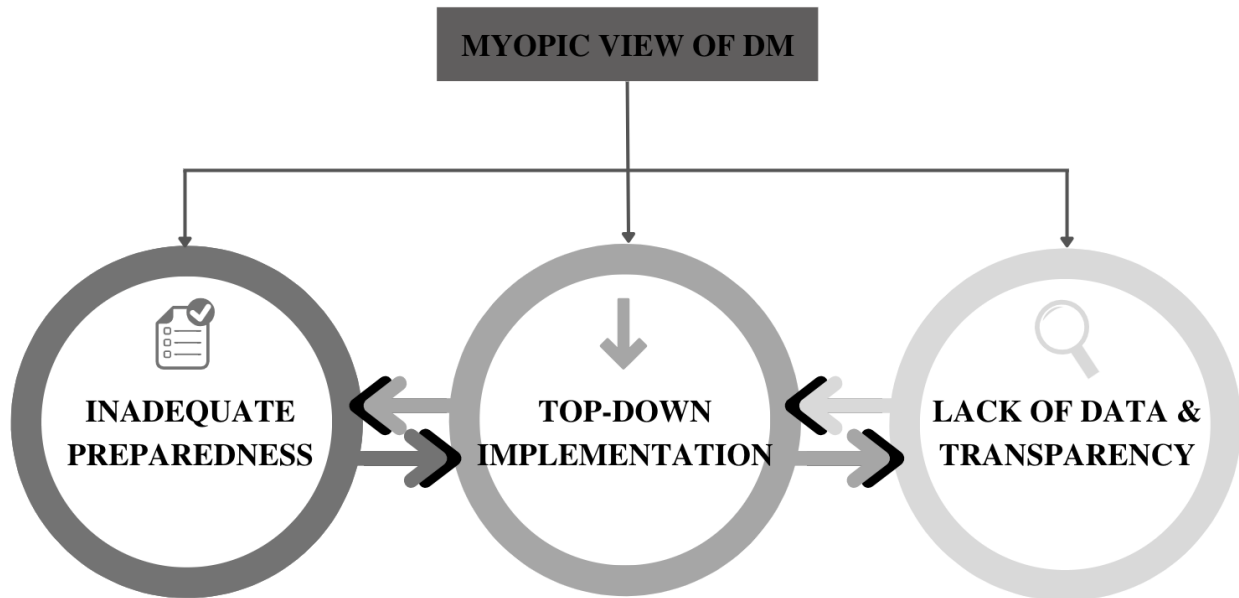 MYOPIC VIEW OF DM
INADEQUATE
PREPAREDNESS
TOP-DOWN
IMPLEMENTATION
LACK OF DATA &
TRANSPARENCY